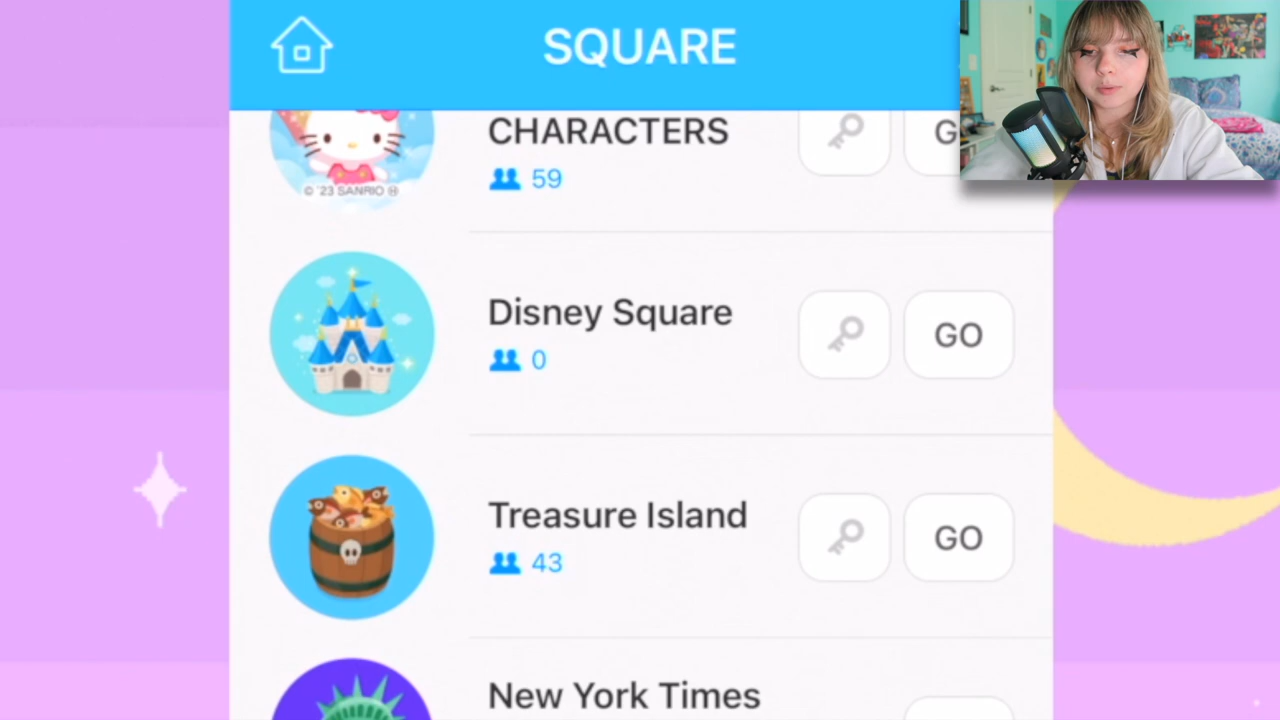 SQUARE
CHARACTERS
59
© '23 SANRIO Ⓗ
Disney Square
0
GO
Treasure Island
43
GO
New York Times